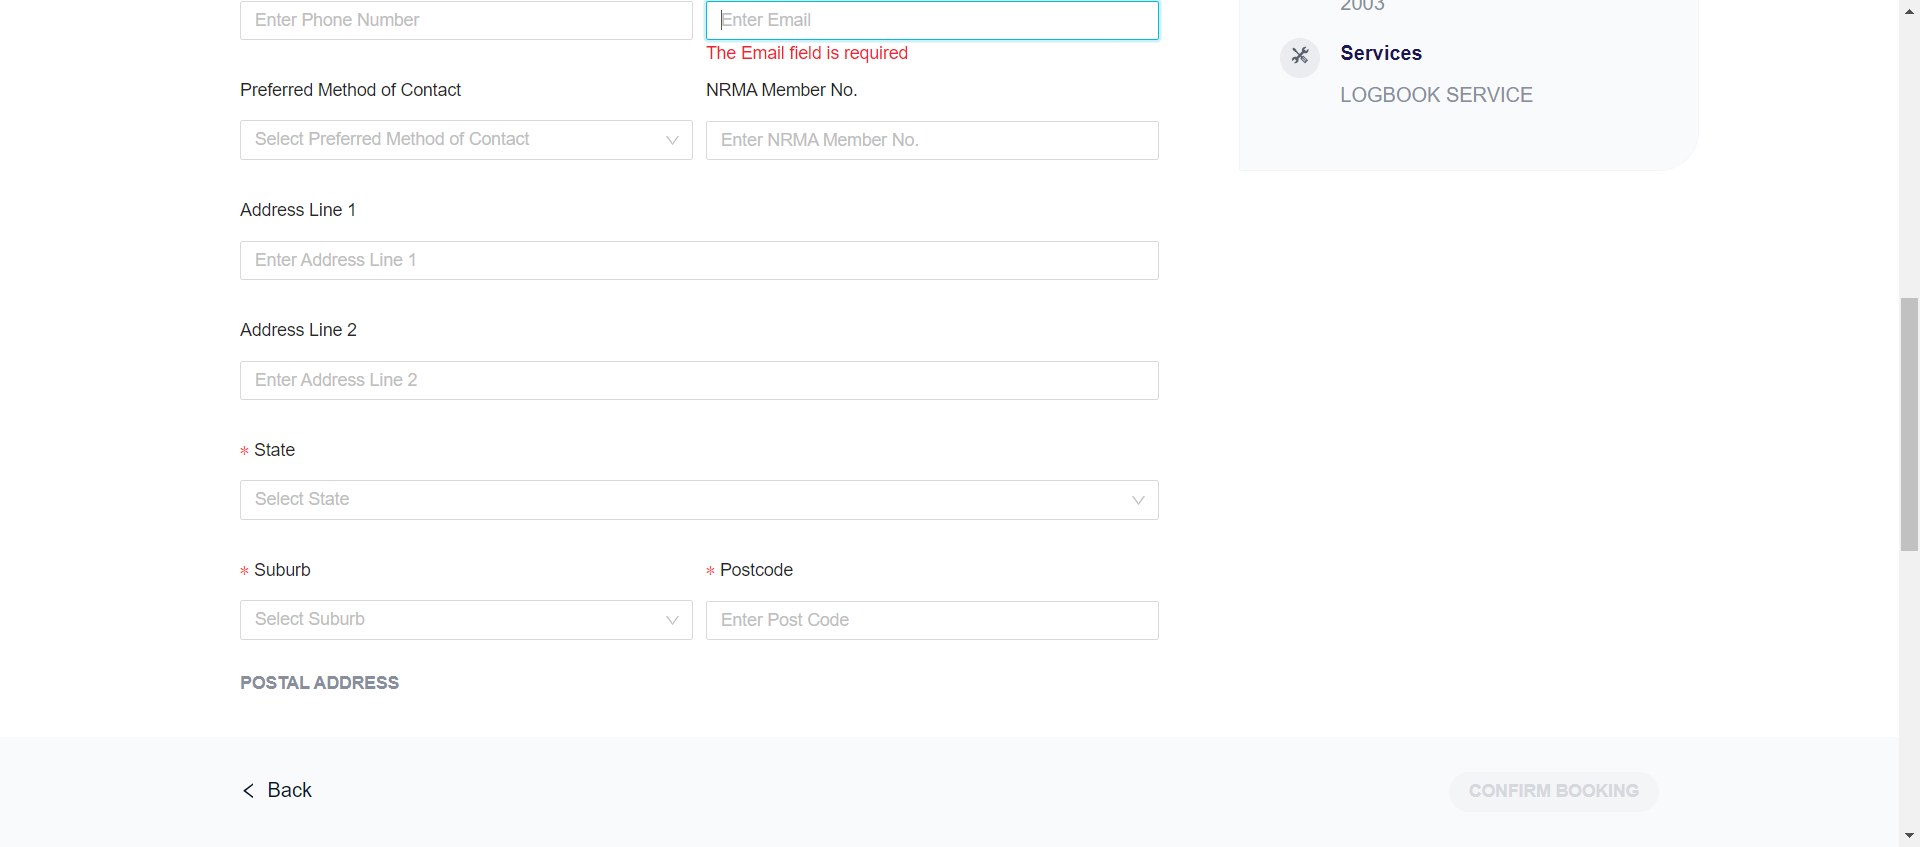 Enter Phone Number
Enter Email
The Email field is required
Preferred Method of Contact
NRMA Member No.
Select Preferred Method of Contact
Enter NRMA Member No.
Address Line 1
Enter Address Line 1
Address Line 2
Enter Address Line 2
* State
Select State
* Suburb
* Postcode
Select Suburb
Enter Post Code
POSTAL ADDRESS
2003
Services
LOGBOOK SERVICE
< Back
CONFIRM BOOKING